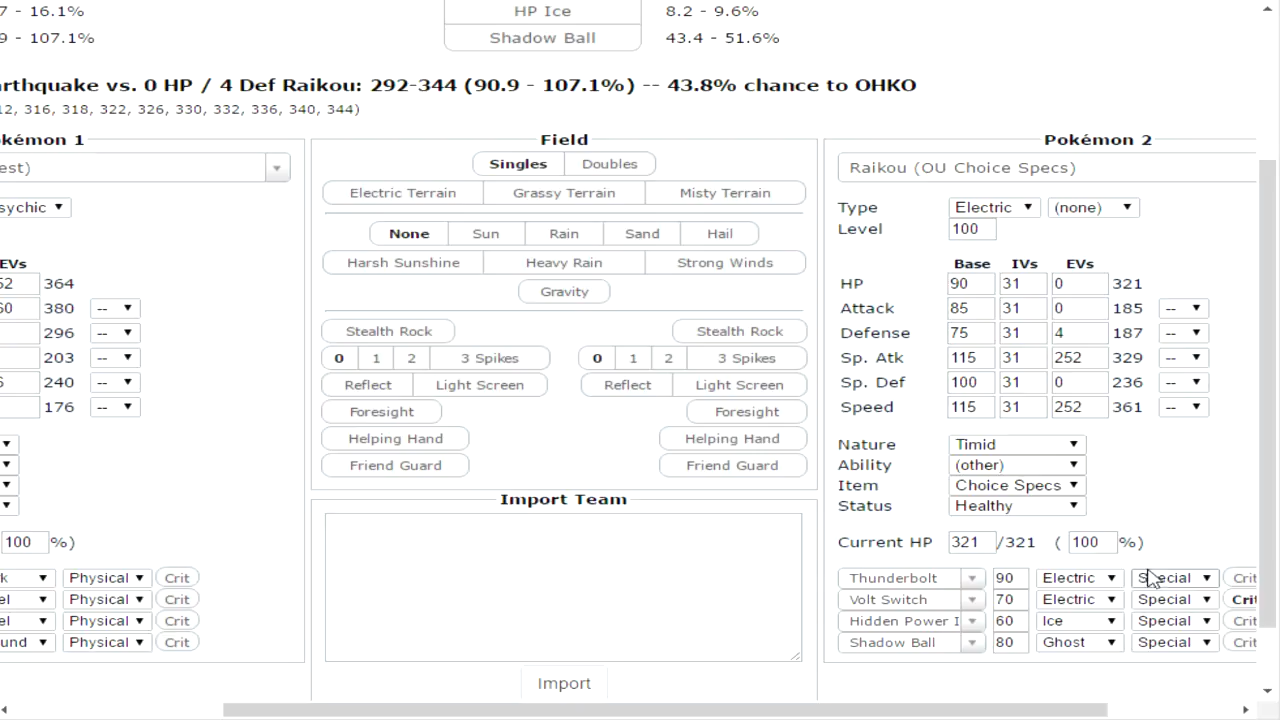 7 - 16.1% HP Ice 8.2 - 9.6%
9 - 107.1% Shadow Ball 43.4 - 51.6%
arthquake vs. 0 HP / 4 Def Raikou: 292-344 (90.9 - 107.1%) -- 43.8% chance to OHKO
12, 316, 318, 322, 326, 330, 332, 336, 340, 344)
kémon 1
est)
sychic
EVs
52 364
60 380 --
296 --
203 --
6 240 --
176 --
100 %)
k Physical Crit
el Physical Crit
el Physical Crit
und Physical Crit
Field
Singles Doubles
Electric Terrain Grassy Terrain Misty Terrain
None Sun Rain Sand Hail
Harsh Sunshine Heavy Rain Strong Winds
Gravity
Stealth Rock Stealth Rock
0 1 2 3 Spikes 0 1 2 3 Spikes
Reflect Light Screen Reflect Light Screen
Foresight Foresight
Helping Hand Helping Hand
Friend Guard Friend Guard
Import Team
Import
Pokémon 2
Raikou (OU Choice Specs)
Type Electric (none)
Level 100
Base IVs EVs
HP 90 31 0 321
Attack 85 31 0 185 --
Defense 75 31 4 187 --
Sp. Atk 115 31 252 329 --
Sp. Def 100 31 0 236 --
Speed 115 31 252 361 --
Nature Timid
Ability (other)
Item Choice Specs
Status Healthy
Current HP 321 /321 ( 100 %)
Thunderbolt 90 Electric Special Crit
Volt Switch 70 Electric Special Crit
Hidden Power I 60 Ice Special Crit
Shadow Ball 80 Ghost Special Crit